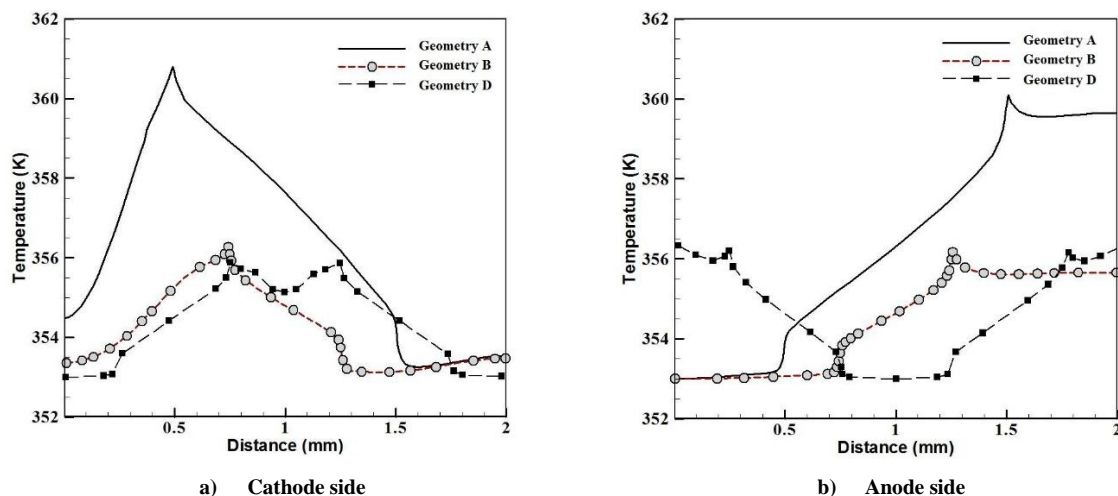 362
360
358
356
354
352
Temperature (K)
0.5
1
1.5
2
Distance (mm)
Geometry A
Geometry B
Geometry D
a) Cathode side
362
360
358
356
354
352
Temperature (K)
0.5
1
1.5
2
Distance (mm)
Geometry A
Geometry B
Geometry D
b) Anode side